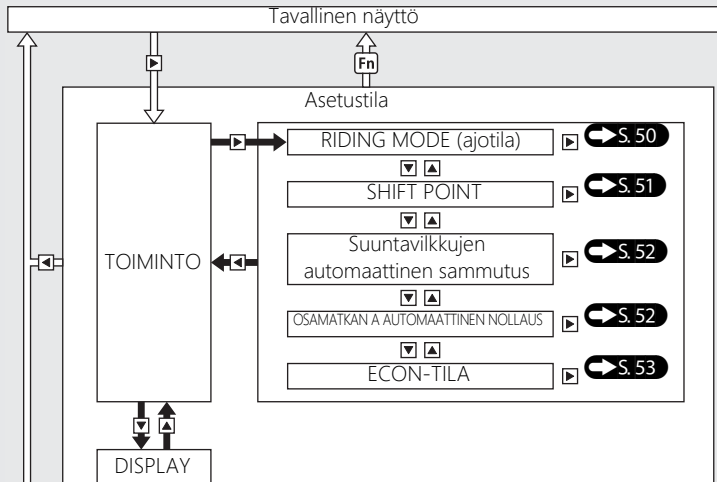 Tavallinen näyttö
Fn
Asetustila
TOIMINTO
RIDING MODE (ajotila)
S. 50
SHIFT POINT
S. 51
Suuntavilkkujen
automaattinen sammutus
S. 52
OSAMATKAN A AUTOMAATTINEN NOLLAUS
S. 52
ECON-TILA
S. 53
DISPLAY